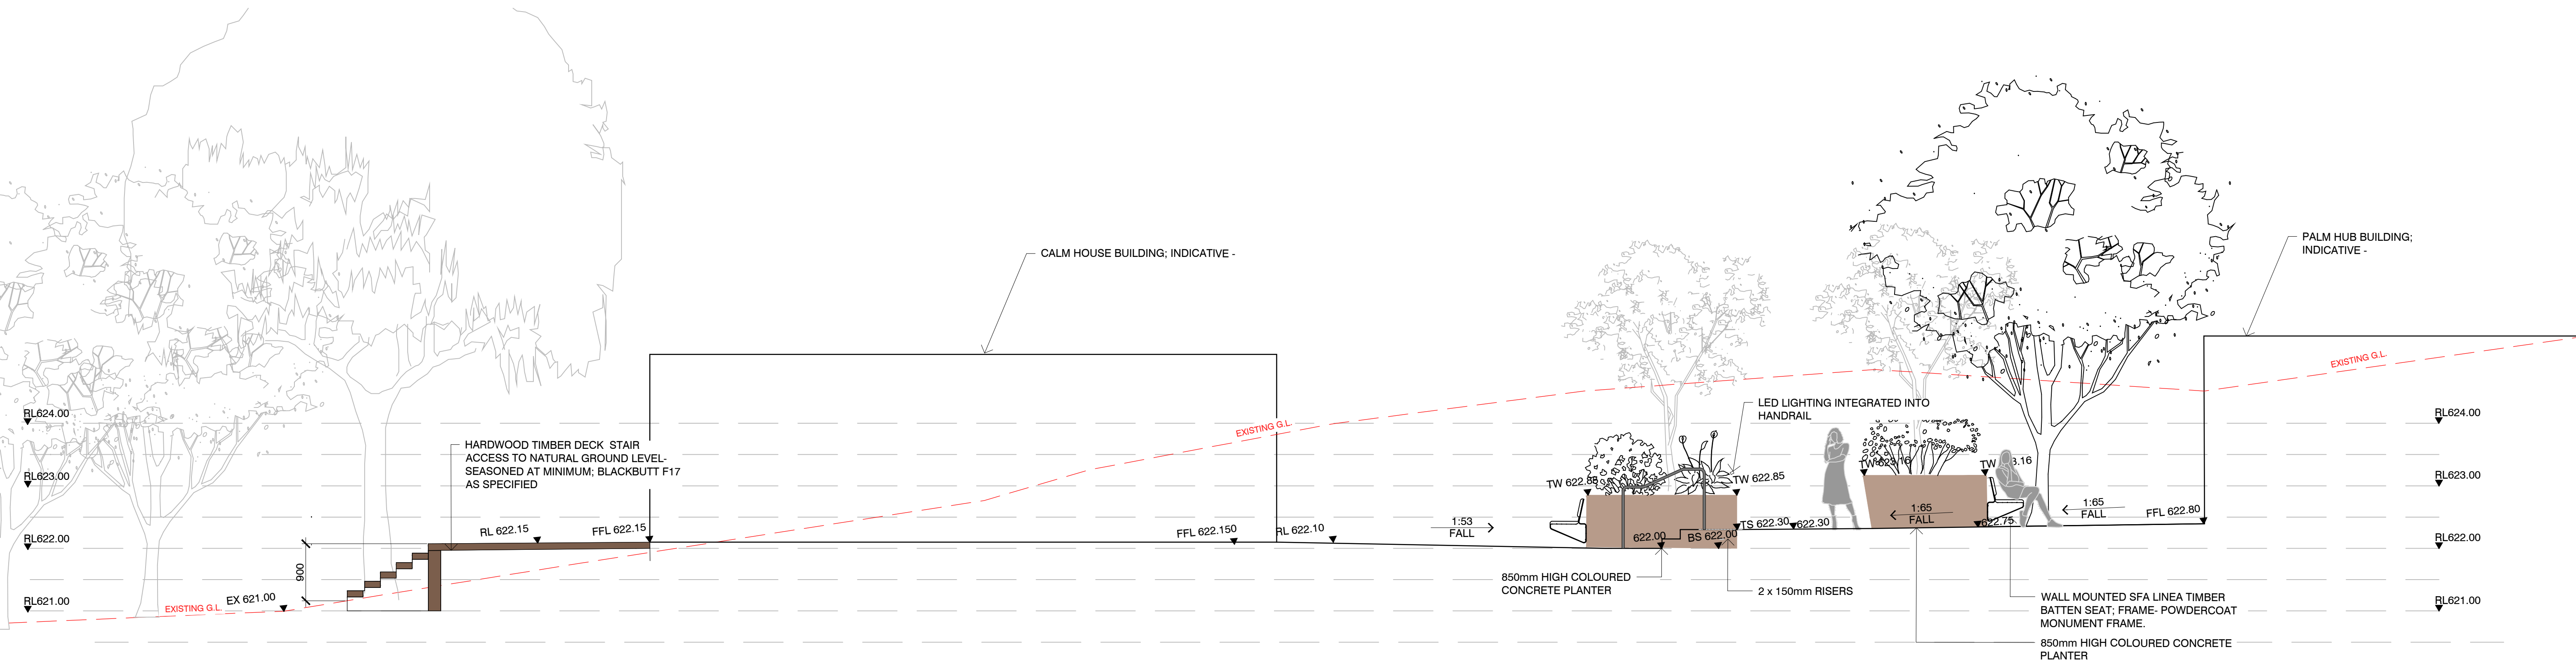 CALM HOUSE BUILDING; INDICATIVE -
PALM HUB BUILDING;
INDICATIVE -
EXISTING G.L.
LED LIGHTING INTEGRATED INTO
HANDRAIL
RL624.00
RL624.00
EXISTING G.L.
HARDWOOD TIMBER DECK STAIR
ACCESS TO NATURAL GROUND LEVEL-
SEASONED AT MINIMUM; BLACKBUTT F17
AS SPECIFIED
RL623.00
RL623.00
TW 622.85
TW 623.16
TW
3.16
RL 622.15
FFL 622.15
FFL 622.150
RL 622.10
1:53
FALL
622.00
BS 622.00
TS 622.30
622.30
1:65
FALL
622.75
1:65
FALL
FFL 622.80
RL622.00
RL622.00
900
850mm HIGH COLOURED
CONCRETE PLANTER
2 x 150mm RISERS
RL621.00
EXISTING G.L.
EX 621.00
RL621.00
WALL MOUNTED SFA LINEA TIMBER
BATTEN SEAT; FRAME- POWDERCOAT
MONUMENT FRAME.
850mm HIGH COLOURED CONCRETE
PLANTER